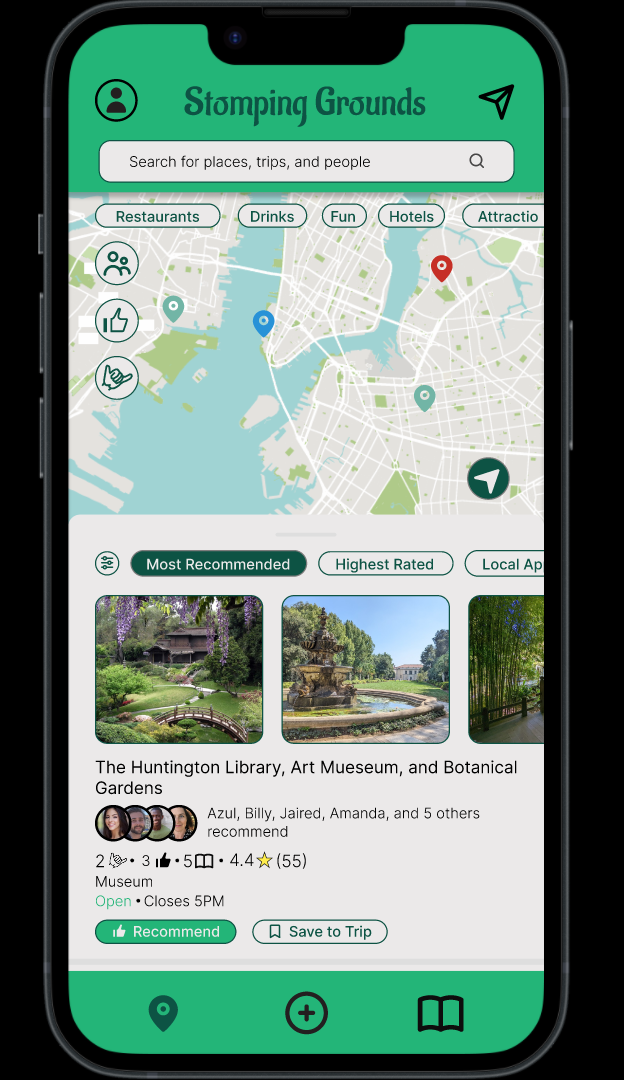 Stomping Grounds
Search for places, trips, and people
Restaurants Drinks Fun Hotels Attractio
Most Recommended Highest Rated Local Ap
The Huntington Library, Art Mueseum, and Botanical
Gardens
Azul, Billy, Jaired, Amanda, and 5 others
recommend
2 • 3 • 5 • 4.4 (55)
Museum
Open • Closes 5PM
Recommend Save to Trip